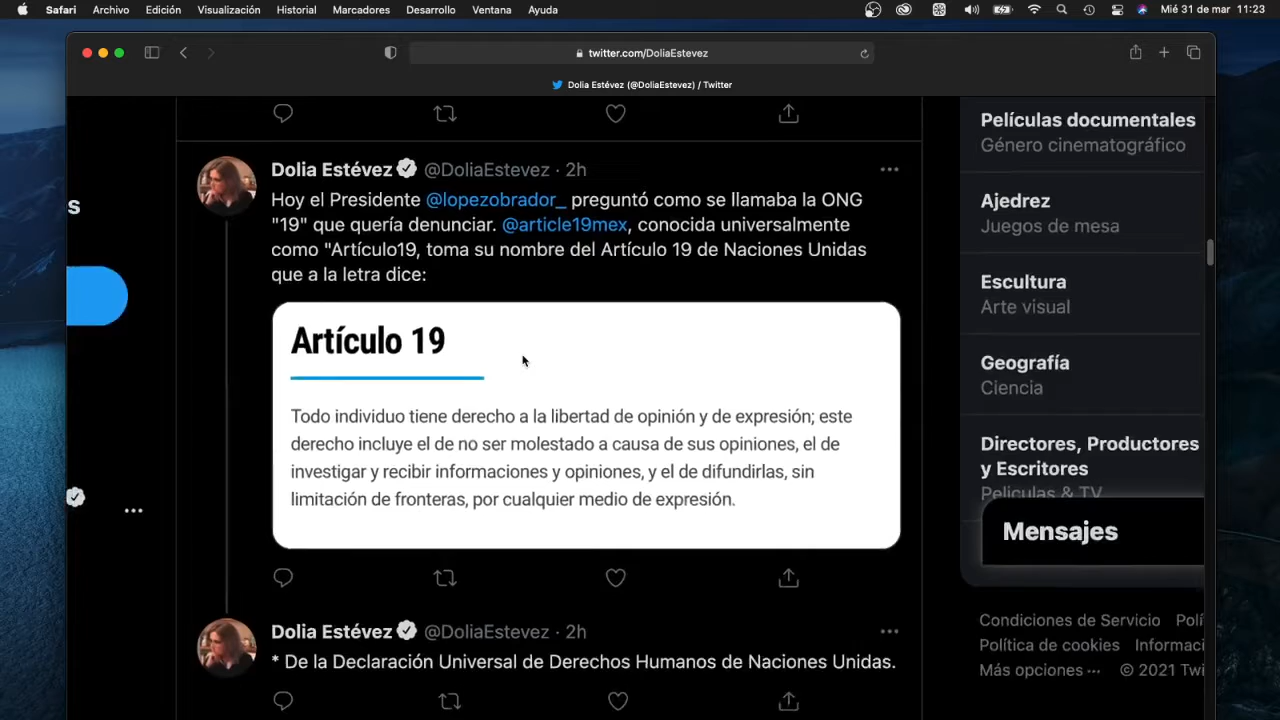 Safari Archivo Edición Visualización Historial Marcadores Desarrollo Ventana Ayuda Mié 31 de mar 11:23
twitter.com/DoliaEstevez
Dolia Estévez (@DoliaEstevez) / Twitter
s
Dolia Estévez @DoliaEstevez · 2h
Hoy el Presidente @lopezobrador_ preguntó como se llamaba la ONG
"19" que quería denunciar. @article19mex, conocida universalmente
como "Artículo19, toma su nombre del Artículo 19 de Naciones Unidas
que a la letra dice:
Artículo 19
Todo individuo tiene derecho a la libertad de opinión y de expresión; este
derecho incluye el de no ser molestado a causa de sus opiniones, el de
investigar y recibir informaciones y opiniones, y el de difundirlas, sin
limitación de fronteras, por cualquier medio de expresión.
Dolia Estévez @DoliaEstevez · 2h
* De la Declaración Universal de Derechos Humanos de Naciones Unidas.
Películas documentales
Género cinematográfico
Ajedrez
Juegos de mesa
Escultura
Arte visual
Geografía
Ciencia
Directores, Productores
y Escritores
Peliculas & TV
Mensajes
Condiciones de Servicio Polí
Política de cookies Informaci
Más opciones ··· © 2021 Twi